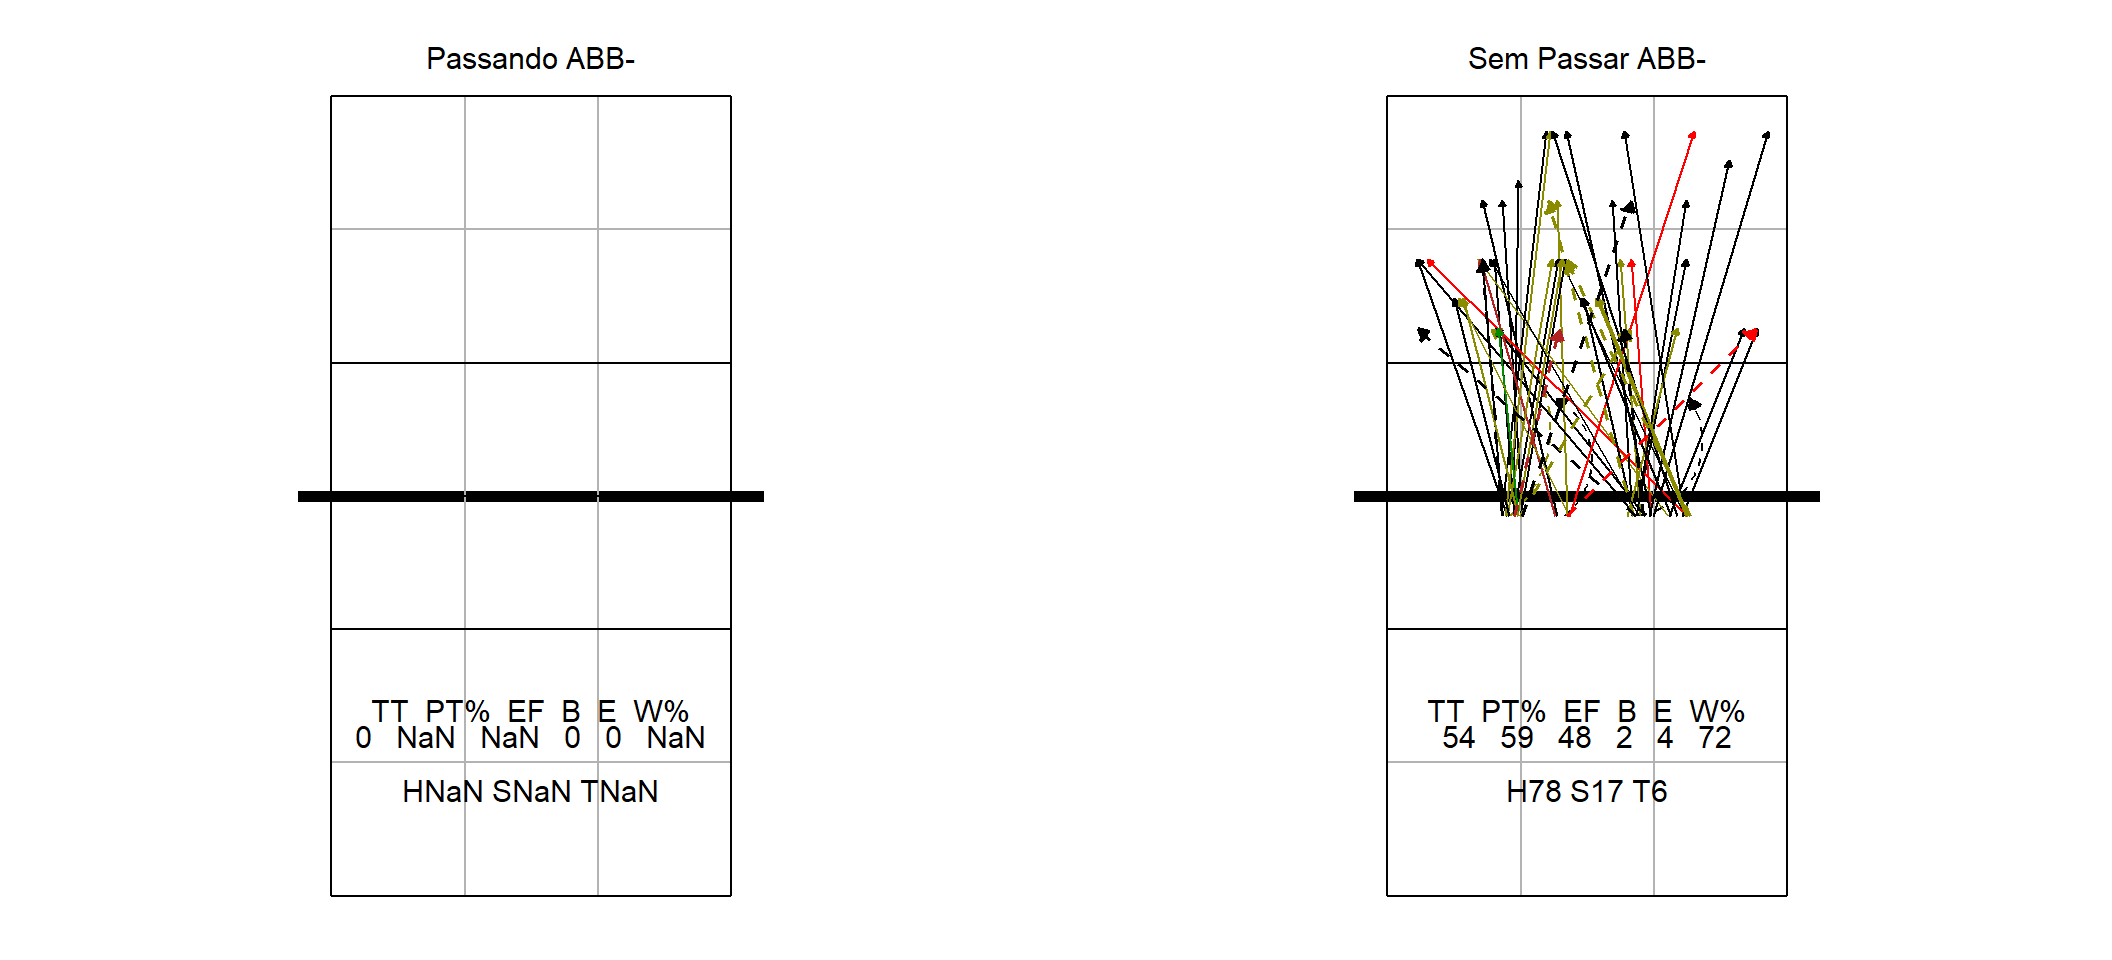 Passando ABB-
TT PT% EF B E W%
0 NaN NaN 0 0 NaN
HNaN SNaN TNaN
Sem Passar ABB-
TT PT% EF B E W%
54 59 48 2 4 72
H78 S17 T6